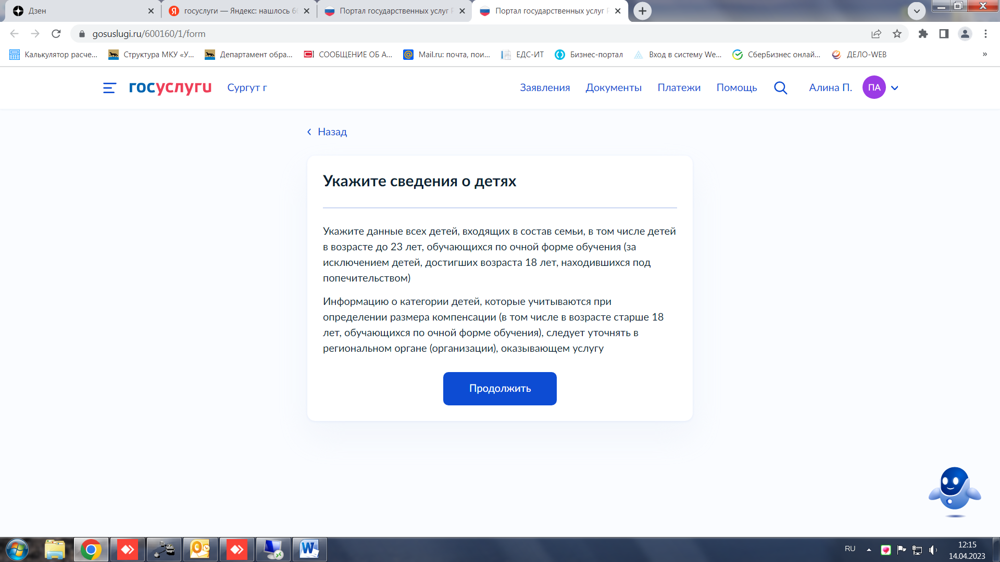 Дзен
госуслуги — Яндекс: нашлось 6
Портал государственных услуг
Портал государственных услуг
gosuslugi.ru/600160/1/form
Калькулятор расче...
Структура МКУ «У...
Департамент обра...
СООБЩЕНИЕ ОБ А...
Mail.ru: почта, пои...
ЕДС-ИТ
Бизнес-портал
Вход в систему We...
СберБизнес онлай...
ДЕЛО-WEB
»
госуслуги
Сургут г
Заявления
Документы
Платежи
Помощь
Алина П.
ПА
Назад
Укажите сведения о детях
Укажите данные всех детей, входящих в состав семьи, в том числе детей
в возрасте до 23 лет, обучающихся по очной форме обучения (за
исключением детей, достигших возраста 18 лет, находившихся под
попечительством)
Информацию о категории детей, которые учитываются при
определении размера компенсации (в том числе в возрасте старше 18
лет, обучающихся по очной форме обучения), следует уточнять в
региональном органе (организации), оказывающем услугу
Продолжить
RU
12:15
14.04.2023